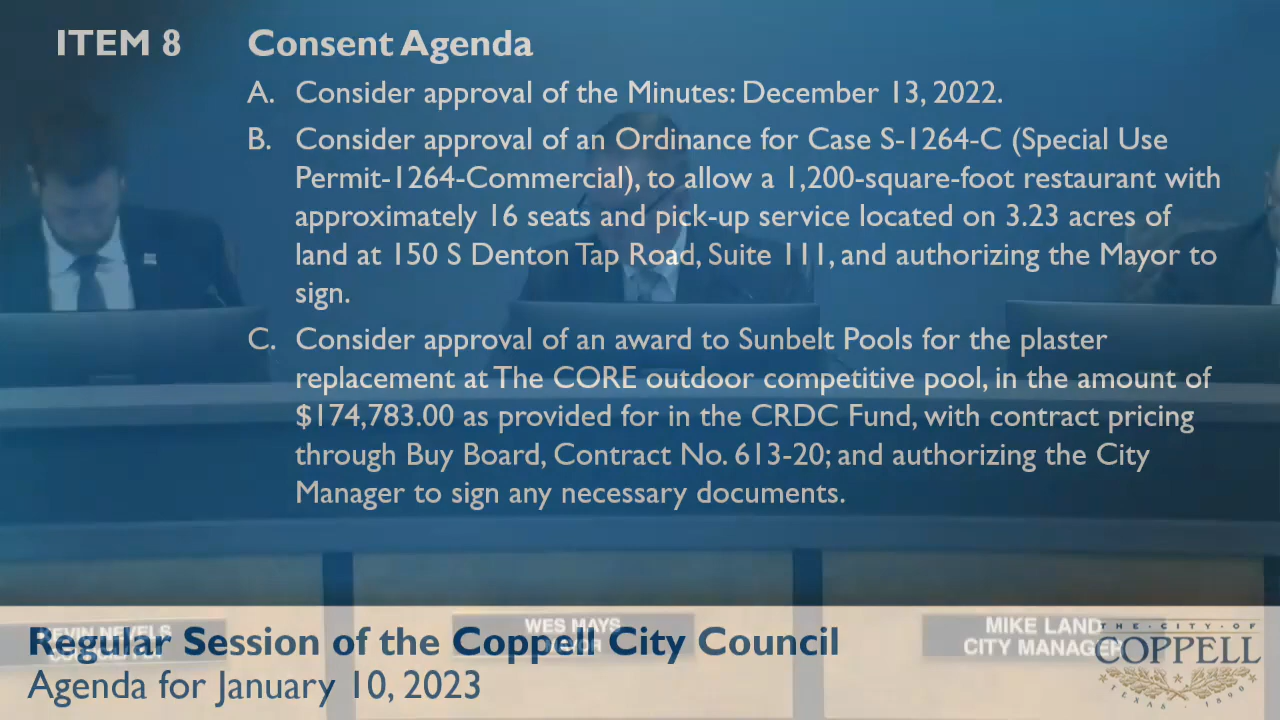 ITEM 8
Consent Agenda
A. Consider approval of the Minutes: December 13, 2022.
B. Consider approval of an Ordinance for Case S-1264-C (Special Use
Permit-1264-Commercial), to allow a 1,200-square-foot restaurant with
approximately 16 seats and pick-up service located on 3.23 acres of
land at 150 S Denton Tap Road, Suite 111, and authorizing the Mayor to
sign.
C. Consider approval of an award to Sunbelt Pools for the plaster
replacement at The CORE outdoor competitive pool, in the amount of
$174,783.00 as provided for in the CRDC Fund, with contract pricing
through Buy Board, Contract No. 613-20; and authorizing the City
Manager to sign any necessary documents.
WES MAYS
MIKE LAND
CITY MANAGER
Regular Session of the Coppell City Council
Agenda for January 10, 2023
THE · CITY · OF
COPPELL
TEXAS · 1890